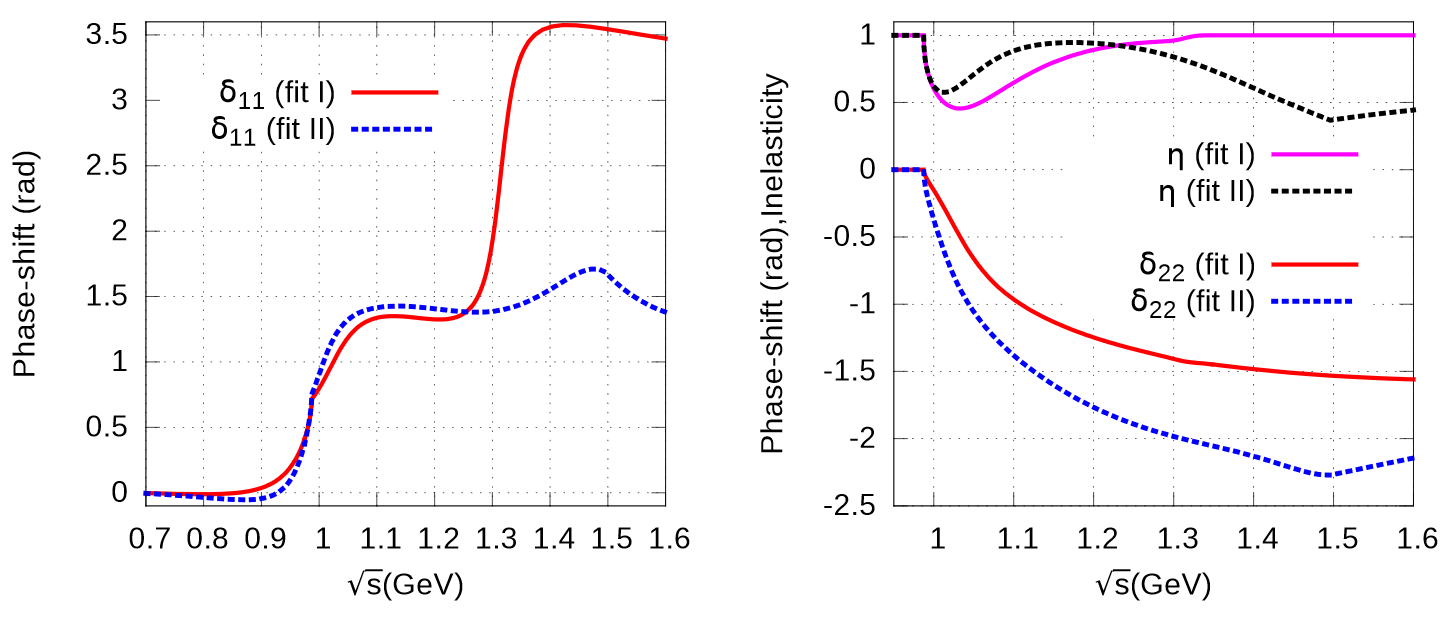 Phase-shift (rad)
3.5
3
2.5
2
1.5
1
0.5
0
δ11 (fit I)
δ11 (fit II)
0.7 0.8 0.9 1 1.1 1.2 1.3 1.4 1.5 1.6
√s(GeV)
Phase-shift (rad),Inelasticity
1
0.5
0
-0.5
-1
-1.5
-2
-2.5
η (fit I)
η (fit II)
δ22 (fit I)
δ22 (fit II)
1 1.1 1.2 1.3 1.4 1.5 1.6
√s(GeV)